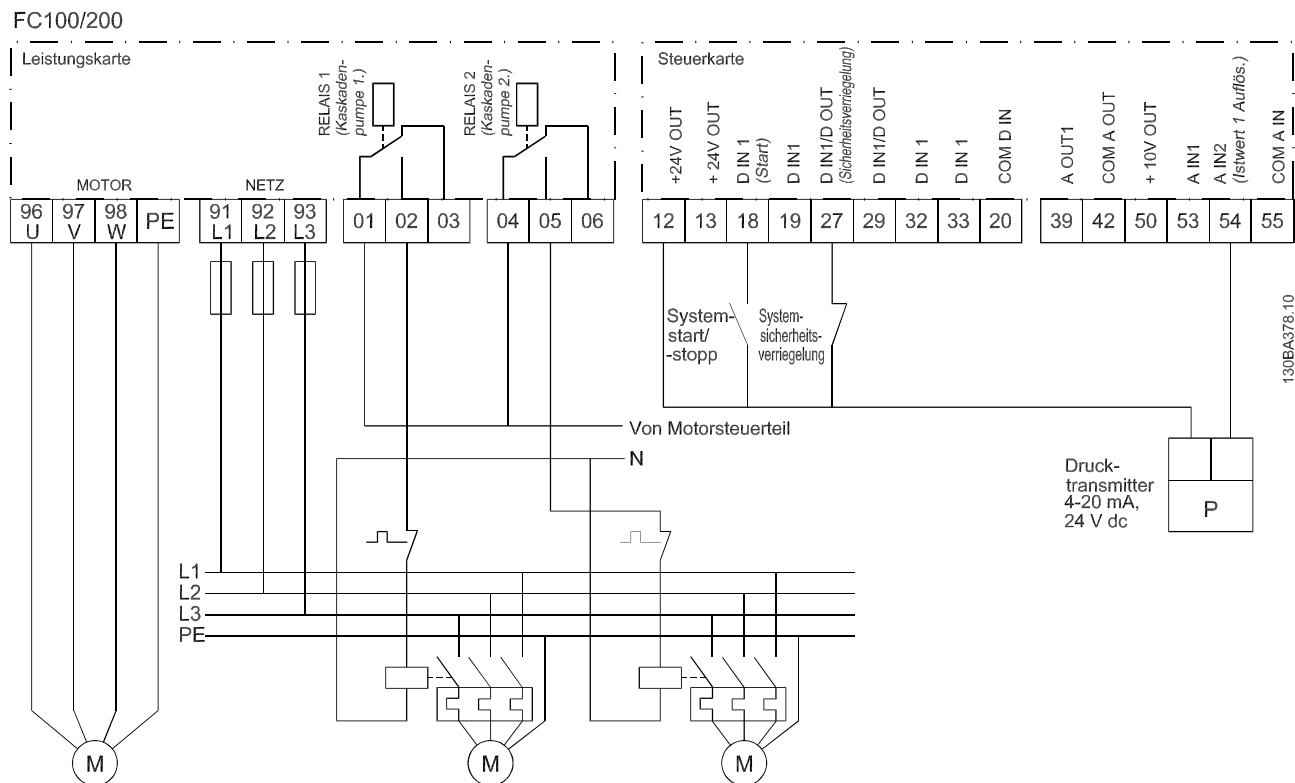 FC100/200
Leistungskarte
RELAIS 1
(Kaskaden-
pumpe 1.)
RELAIS 2
(Kaskaden-
pumpe 2.)
MOTOR
NETZ
96
U
97
V
98
W
PE
91
L1
92
L2
93
L3
01
02
03
04
05
06
Steuerkarte
+24V OUT
+ 24V OUT
D IN 1
(Start)
D IN1
D IN1/D OUT
(Sicherheitsverriegelung)
D IN1/D OUT
D IN 1
D IN 1
COM D IN
A OUT1
COM A OUT
+ 10V OUT
A IN1
A IN2
(Istwert 1 Auflös.)
COM A IN
12
13
18
19
27
29
32
33
20
39
42
50
53
54
55
System-
start/
-stopp
System-
sicherheits-
verriegelung
130BA378.10
Von Motorsteuerteil
N
Druck-
transmitter
4-20 mA,
24 V dc
P
L1
L2
L3
PE
M
M
M